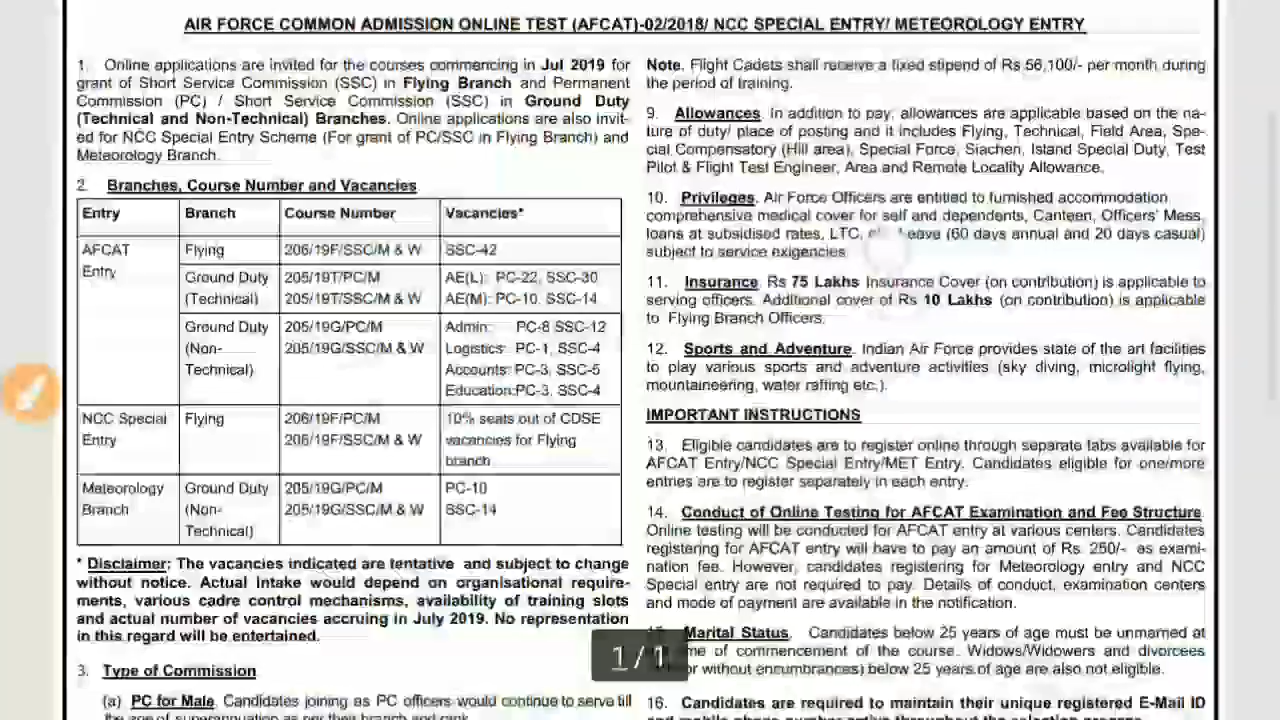 AIR FORCE COMMON ADMISSION ONLINE TEST (AFCAT)-02/2018/ NCC SPECIAL ENTRY/ METEOROLOGY ENTRY
1. Online applications are invited for the courses commencing in Jul 2019 for
grant of Short Service Commission (SSC) in Flying Branch and Permanent
Commission (PC) / Short Service Commission (SSC) in Ground Duty
(Technical and Non-Technical) Branches. Online applications are also invit-
ed for NCC Special Entry Scheme (For grant of PC/SSC in Flying Branch) and
Meteorology Branch.
2. Branches, Course Number and Vacancies
Entry Branch Course Number Vacancies*
AFCAT Entry Flying 206/19F/SSC/M & W SSC-42
Ground Duty 205/19T/PC/M AE(L): PC-22, SSC-30
(Technical) 205/19T/SSC/M & W AE(M): PC-10, SSC-14
Ground Duty 205/19G/PC/M Admin: PC-8 SSC-12
(Non- 205/19G/SSC/M & W Logistics: PC-1, SSC-4
Technical) Accounts: PC-3, SSC-5
Education:PC-3, SSC-4
NCC Special Flying 206/19F/PC/M 10% seats out of CDSE
Entry 206/19F/SSC/M & W vacancies for Flying
branch
Meteorology Ground Duty 205/19G/PC/M PC-10
Branch (Non- 205/19G/SSC/M & W SSC-14
Technical)
* Disclaimer: The vacancies indicated are tentative and subject to change
without notice. Actual intake would depend on organisational require-
ments, various cadre control mechanisms, availability of training slots
and actual number of vacancies accruing in July 2019. No representation
in this regard will be entertained.
3. Type of Commission
(a) PC for Male. Candidates joining as PC officers would continue to serve till
the age of superannuation as per their branch and rank.
Note. Flight Cadets shall receive a fixed stipend of Rs 56,100/- per month during
the period of training.
9. Allowances. In addition to pay, allowances are applicable based on the na-
ture of duty/ place of posting and it includes Flying, Technical, Field Area, Spe-
cial Compensatory (Hill area), Special Force, Siachen, Island Special Duty, Test
Pilot & Flight Test Engineer, Area and Remote Locality Allowance.
10. Privileges. Air Force Officers are entitled to furnished accommodation
comprehensive medical cover for self and dependents, Canteen, Officers' Mess,
loans at subsidised rates, LTC, Leave (60 days annual and 20 days casual)
subject to service exigencies
11. Insurance. Rs 75 Lakhs Insurance Cover (on contribution) is applicable to
serving officers. Additional cover of Rs 10 Lakhs (on contribution) is applicable
to Flying Branch Officers.
12. Sports and Adventure. Indian Air Force provides state of the art facilities
to play various sports and adventure activities (sky diving, microlight flying,
mountaineering, water rafting etc.).
IMPORTANT INSTRUCTIONS
13. Eligible candidates are to register online through separate tabs available for
AFCAT Entry/NCC Special Entry/MET Entry. Candidates eligible for one/more
entries are to register separately in each entry.
14. Conduct of Online Testing for AFCAT Examination and Fee Structure
Online testing will be conducted for AFCAT entry at various centers. Candidates
registering for AFCAT entry will have to pay an amount of Rs. 250/- as exami-
nation fee. However, candidates registering for Meteorology entry and NCC
Special entry are not required to pay. Details of conduct, examination centers
and mode of payment are available in the notification.
Marital Status. Candidates below 25 years of age must be unmarried at
of commencement of the course. Widows/Widowers and divorcees
or without encumbrances) below 25 years of age are also not eligible.
16. Candidates are required to maintain their unique registered E-Mail ID
and mobile phone number active throughout the selection
1/1